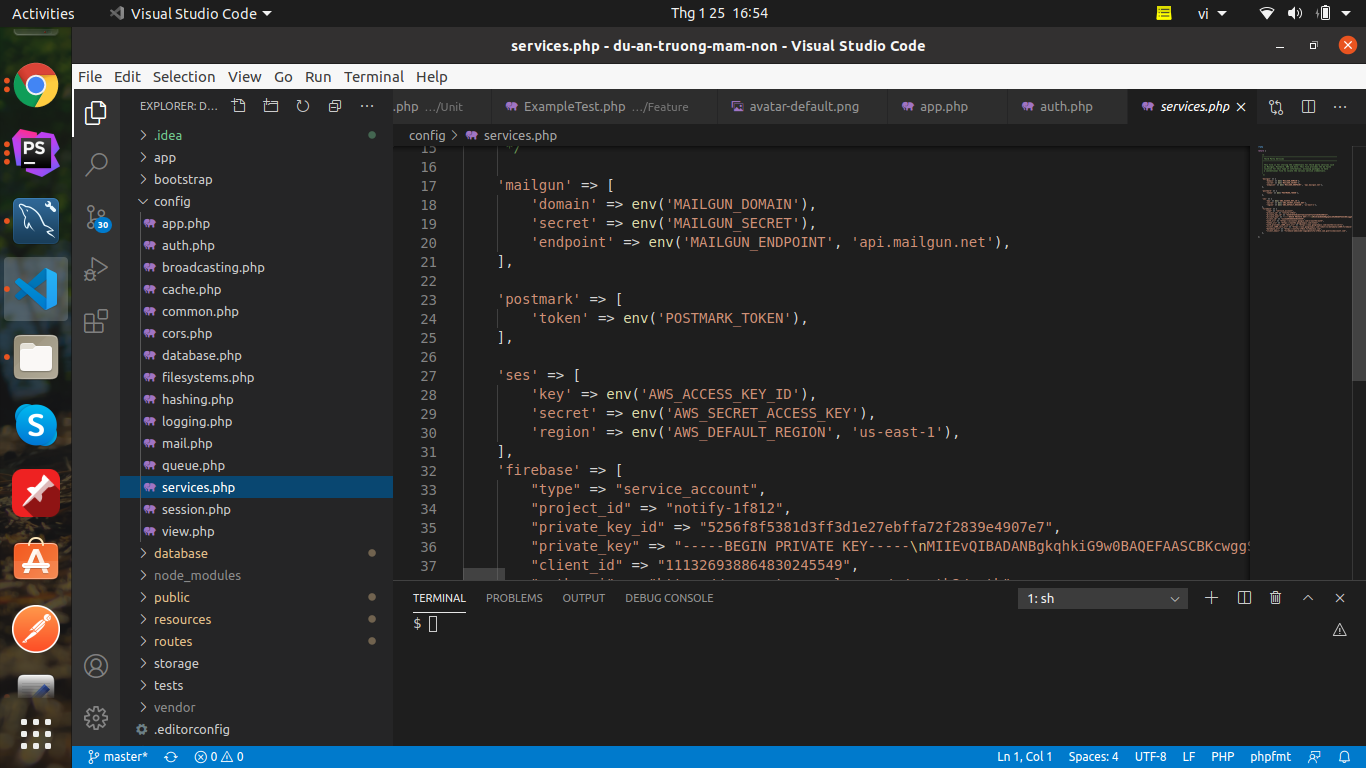 Activities
Visual Studio Code
Thg 1 25 16:54
vi
services.php - du-an-truong-mam-non - Visual Studio Code
File Edit Selection View Go Run Terminal Help
EXPLORER: D...
.php .../Unit
ExampleTest.php .../Feature
avatar-default.png
app.php
auth.php
services.php
config > services.php
.idea
app
bootstrap
config
app.php
auth.php
broadcasting.php
cache.php
common.php
cors.php
database.php
filesystems.php
hashing.php
logging.php
mail.php
queue.php
services.php
session.php
view.php
database
node_modules
public
resources
routes
storage
tests
vendor
.editorconfig
30
PS
S
15 */
16
17 'mailgun' => [
18 'domain' => env('MAILGUN_DOMAIN'),
19 'secret' => env('MAILGUN_SECRET'),
20 'endpoint' => env('MAILGUN_ENDPOINT', 'api.mailgun.net'),
21 ],
22
23 'postmark' => [
24 'token' => env('POSTMARK_TOKEN'),
25 ],
26
27 'ses' => [
28 'key' => env('AWS_ACCESS_KEY_ID'),
29 'secret' => env('AWS_SECRET_ACCESS_KEY'),
30 'region' => env('AWS_DEFAULT_REGION', 'us-east-1'),
31 ],
32 'firebase' => [
33 "type" => "service_account",
34 "project_id" => "notify-1f812",
35 "private_key_id" => "5256f8f5381d3ff3d1e27ebffa72f2839e4907e7",
36 "private_key" => "-----BEGIN PRIVATE KEY-----\nMIIEvQIBADANBgkqhkiG9w0BAQEFAASCBKcwggS
37 "client_id" => "111326938864830245549",
TERMINAL PROBLEMS OUTPUT DEBUG CONSOLE
1: sh
$
master*
0 0
Ln 1, Col 1
Spaces: 4
UTF-8
LF
PHP
phpfmt